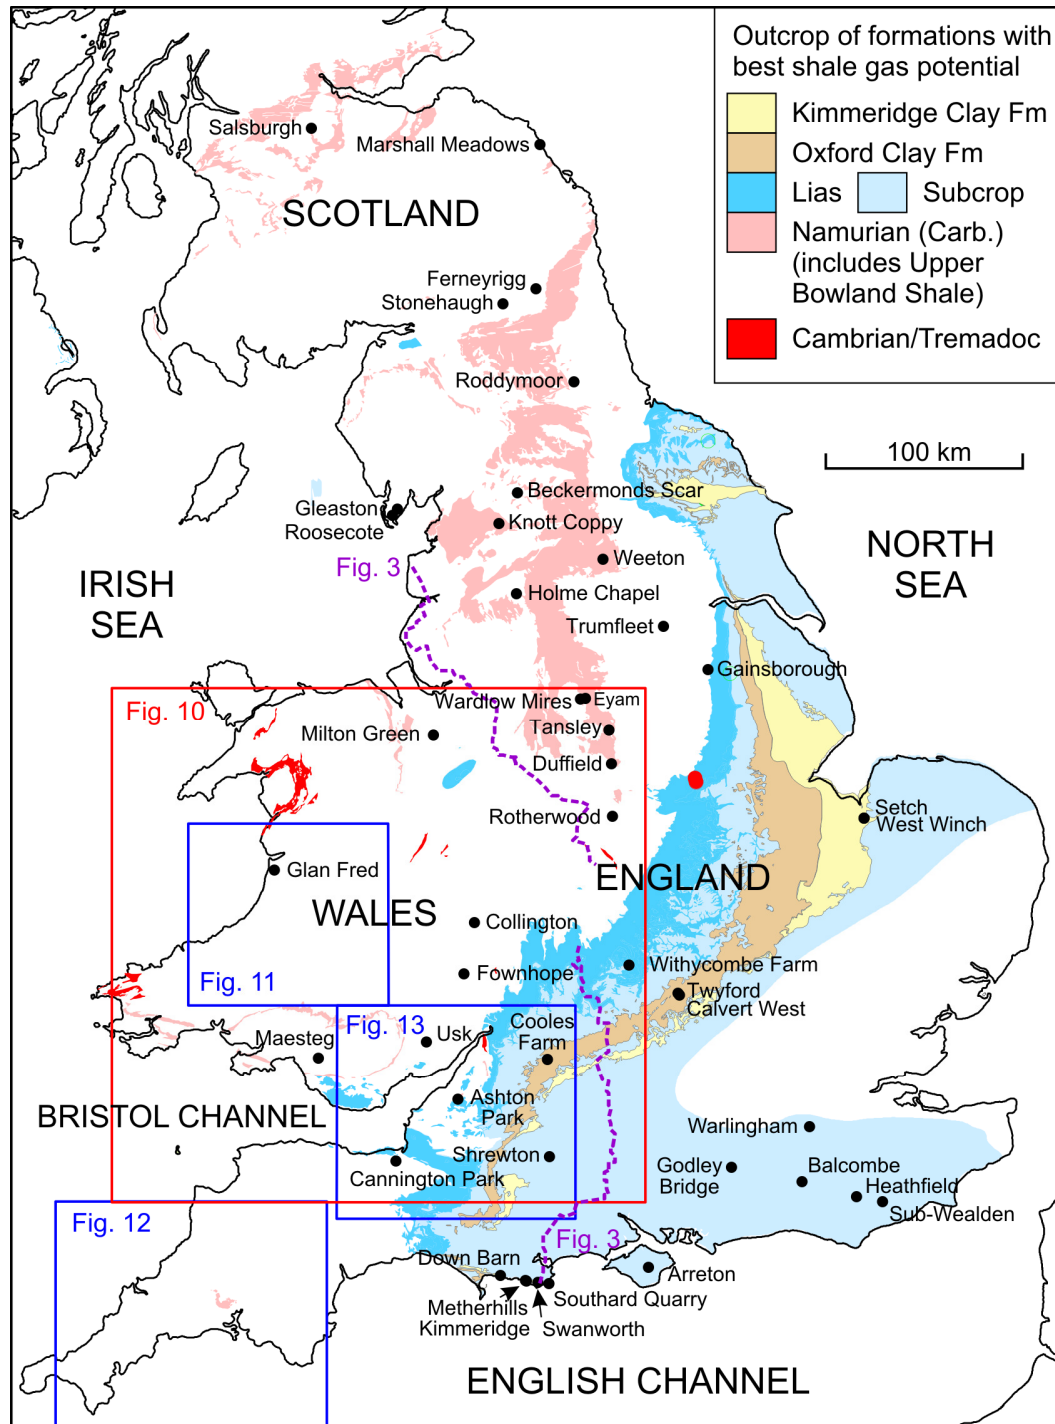 Outcrop of formations with
best shale gas potential
Kimmeridge Clay Fm
Oxford Clay Fm
Lias
Subcrop
Namurian (Carb.)
(includes Upper
Bowland Shale)
Cambrian/Tremadoc
100 km
Salsburgh
Marshall Meadows
SCOTLAND
Ferneyrigg
Stonehaugh
Roddymoor
Beckermonds Scar
Gleaston
Roosecote
Knott Coppy
NORTH
SEA
Weeton
Fig. 3
IRISH
SEA
Holme Chapel
Trumfleet
Gainsborough
Wardlow Mires
Eyam
Fig. 10
Tansley
Milton Green
Duffield
Rotherwood
Setch
West Winch
Glan Fred
ENGLAND
WALES
Collington
Withycombe Farm
Fownhope
Fig. 11
Twyford
Calvert West
Fig. 13
Cooles
Farm
Maesteg
Usk
Ashton
Park
BRISTOL CHANNEL
Warlingham
Shrewton
Cannington Park
Godley
Bridge
Balcombe
Heathfield
Sub-Wealden
Fig. 12
Fig. 3
Down Barn
Arreton
Metherhills
Kimmeridge
Southard Quarry
Swanworth
ENGLISH CHANNEL